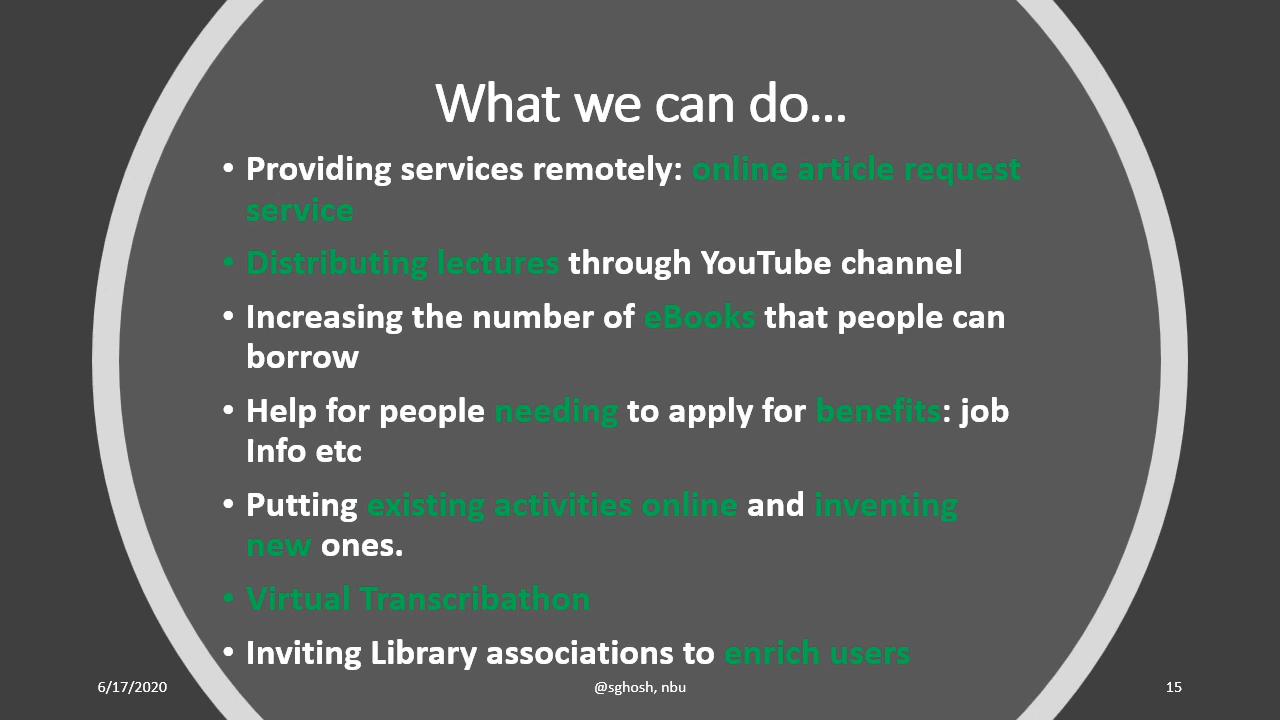 What we can do...
• Providing services remotely: online article request
service
• Distributing lectures through YouTube channel
• Increasing the number of eBooks that people can
borrow
• Help for people needing to apply for benefits: job
Info etc
• Putting existing activities online and inventing
new ones.
• Virtual Transcribathon
• Inviting Library associations to enrich users
6/17/2020
@sghosh, nbu
15